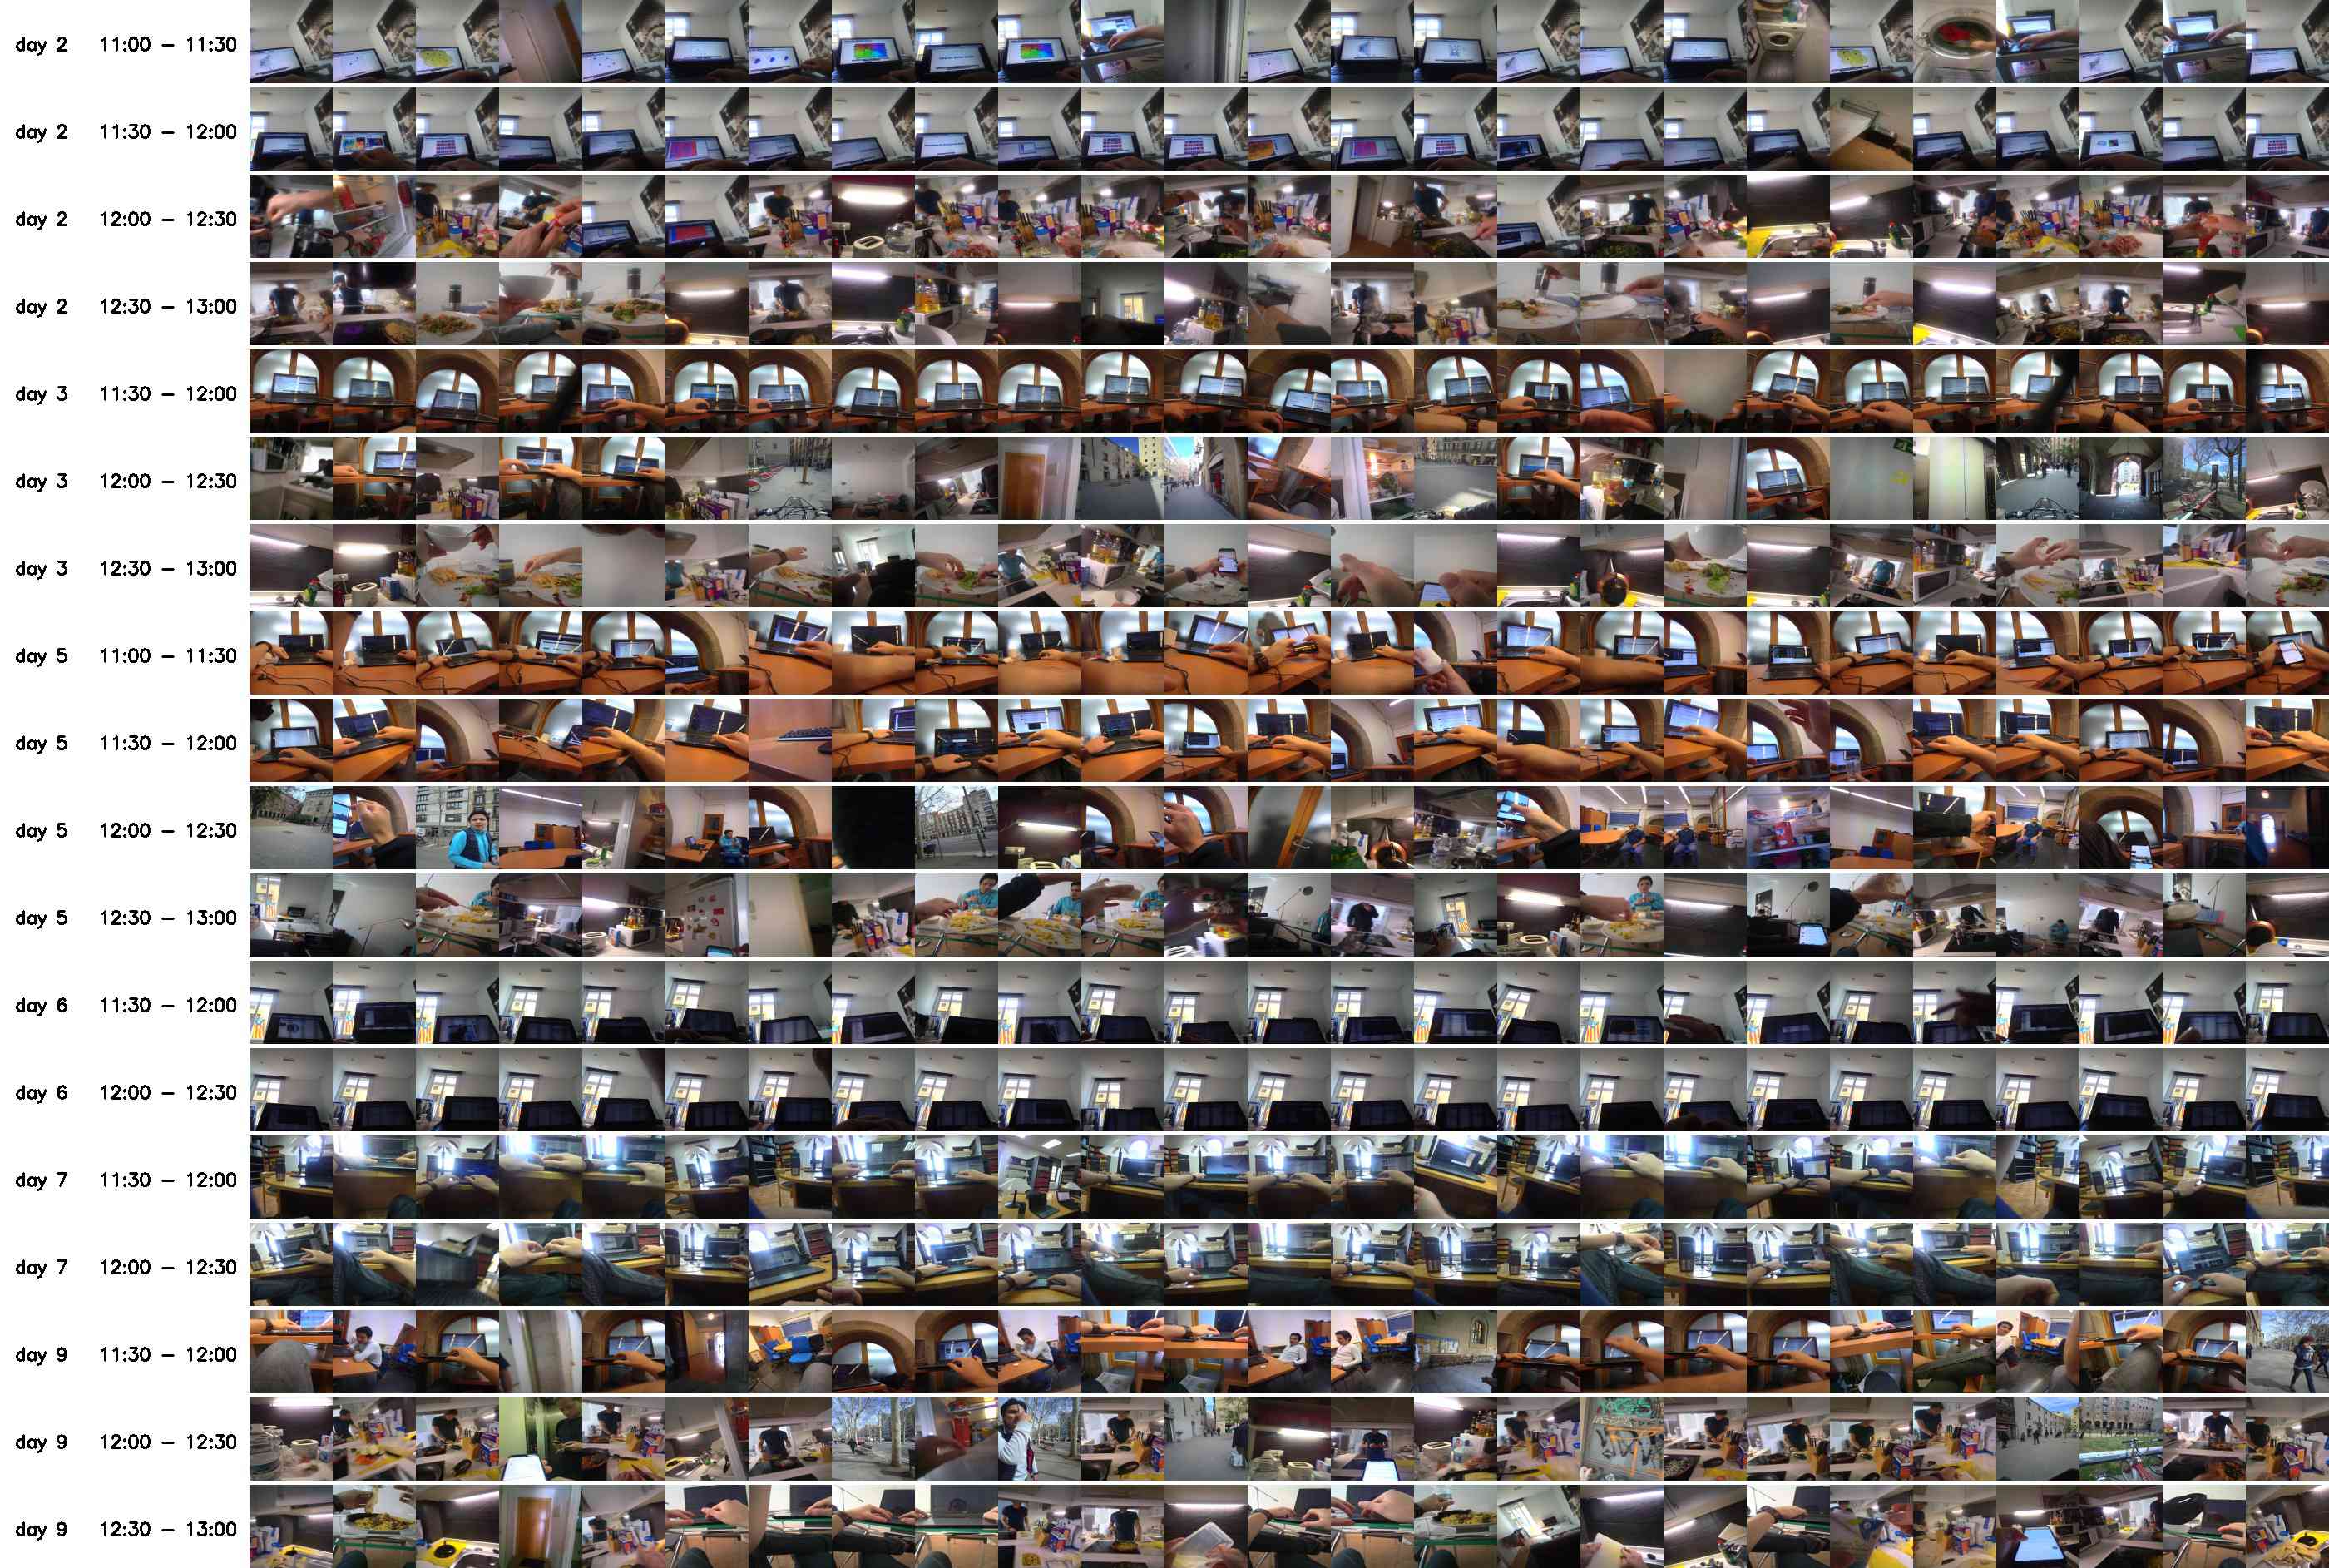 day 2 11:00 – 11:30
day 2 11:30 – 12:00
day 2 12:00 – 12:30
day 2 12:30 – 13:00
day 3 11:30 – 12:00
day 3 12:00 – 12:30
day 3 12:30 – 13:00
day 5 11:00 – 11:30
day 5 11:30 – 12:00
day 5 12:00 – 12:30
day 5 12:30 – 13:00
day 6 11:30 – 12:00
day 6 12:00 – 12:30
day 7 11:30 – 12:00
day 7 12:00 – 12:30
day 9 11:30 – 12:00
day 9 12:00 – 12:30
day 9 12:30 – 13:00